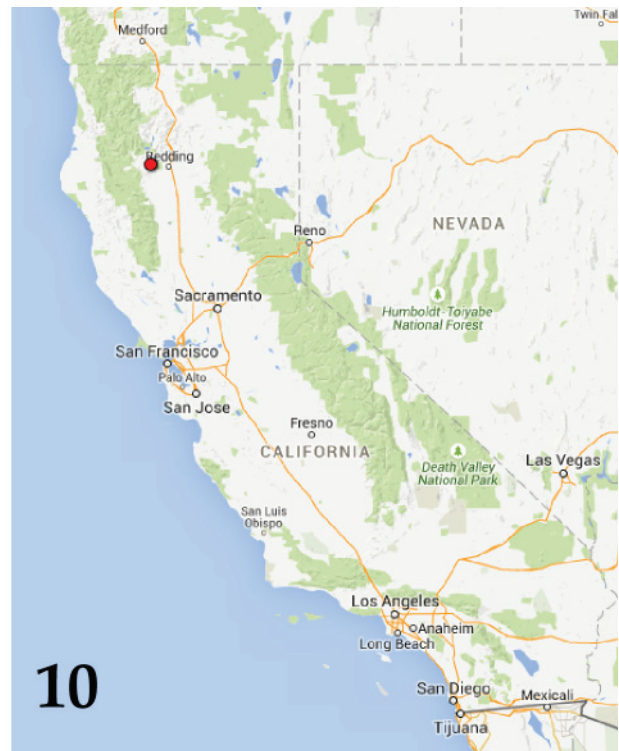 Twin Fal
Medford
Redding
Reno
NEVADA
Sacramento
Humboldt-Toiyabe
National Forest
San Francisco
Palo Alto
San Jose
Fresno
CALIFORNIA
Death Valley
National Park
Las Vegas
San Luis
Obispo
Los Angeles
Anaheim
Long Beach
10
San Diego
Mexicali
Tijuana